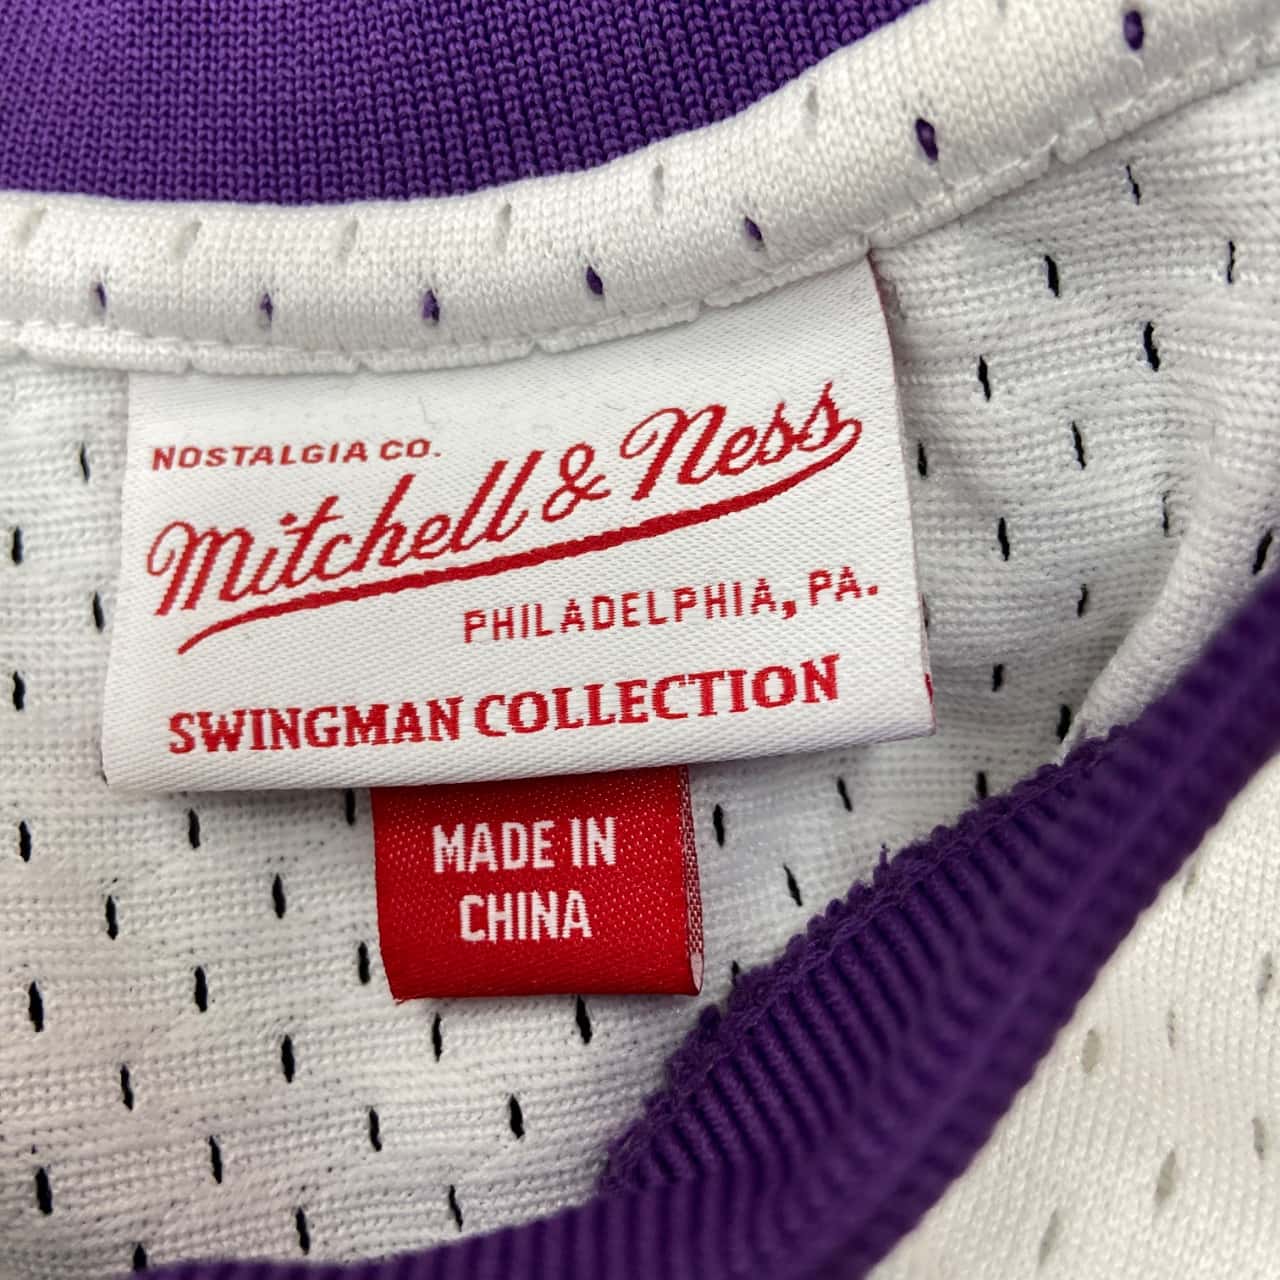 NOSTALGIA CO.
Mitchell & Ness
PHILADELPHIA, PA.
SWINGMAN COLLECTION
MADE IN
CHINA